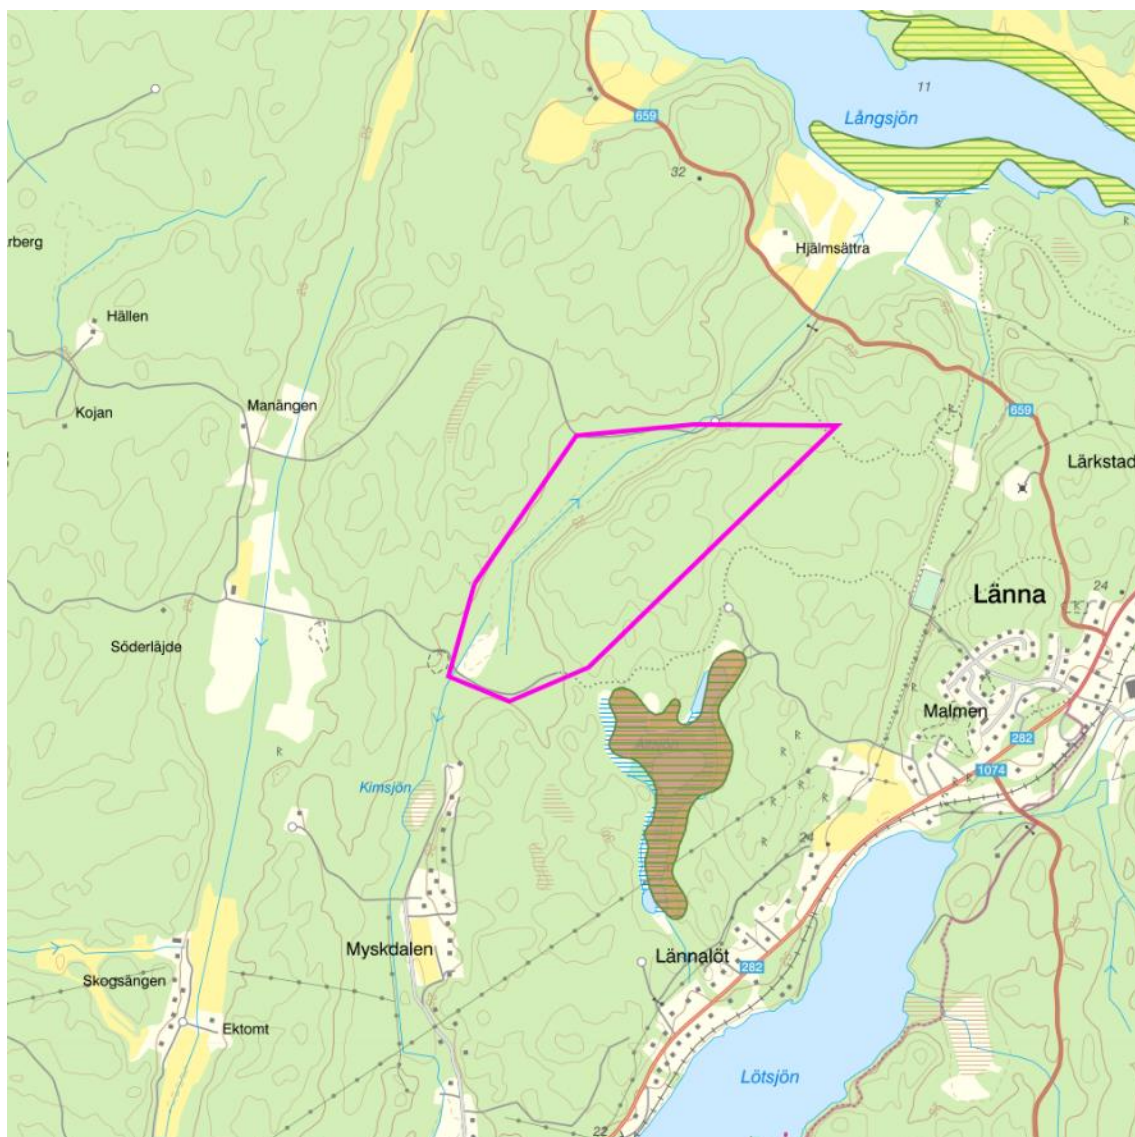 11
Långsjön
659
32
R
R
rberg
Hjälmsättra
Hällen
Manängen
Kojan
R
659
Lärkstad
Länna
24
Söderläjde
R
Malmen
R
R
282
1074
Kimsjön
R
R
R
R
R
24
Myskdalen
Lännalöt
282
Skogsängen
Ektomt
Lötsjön
22